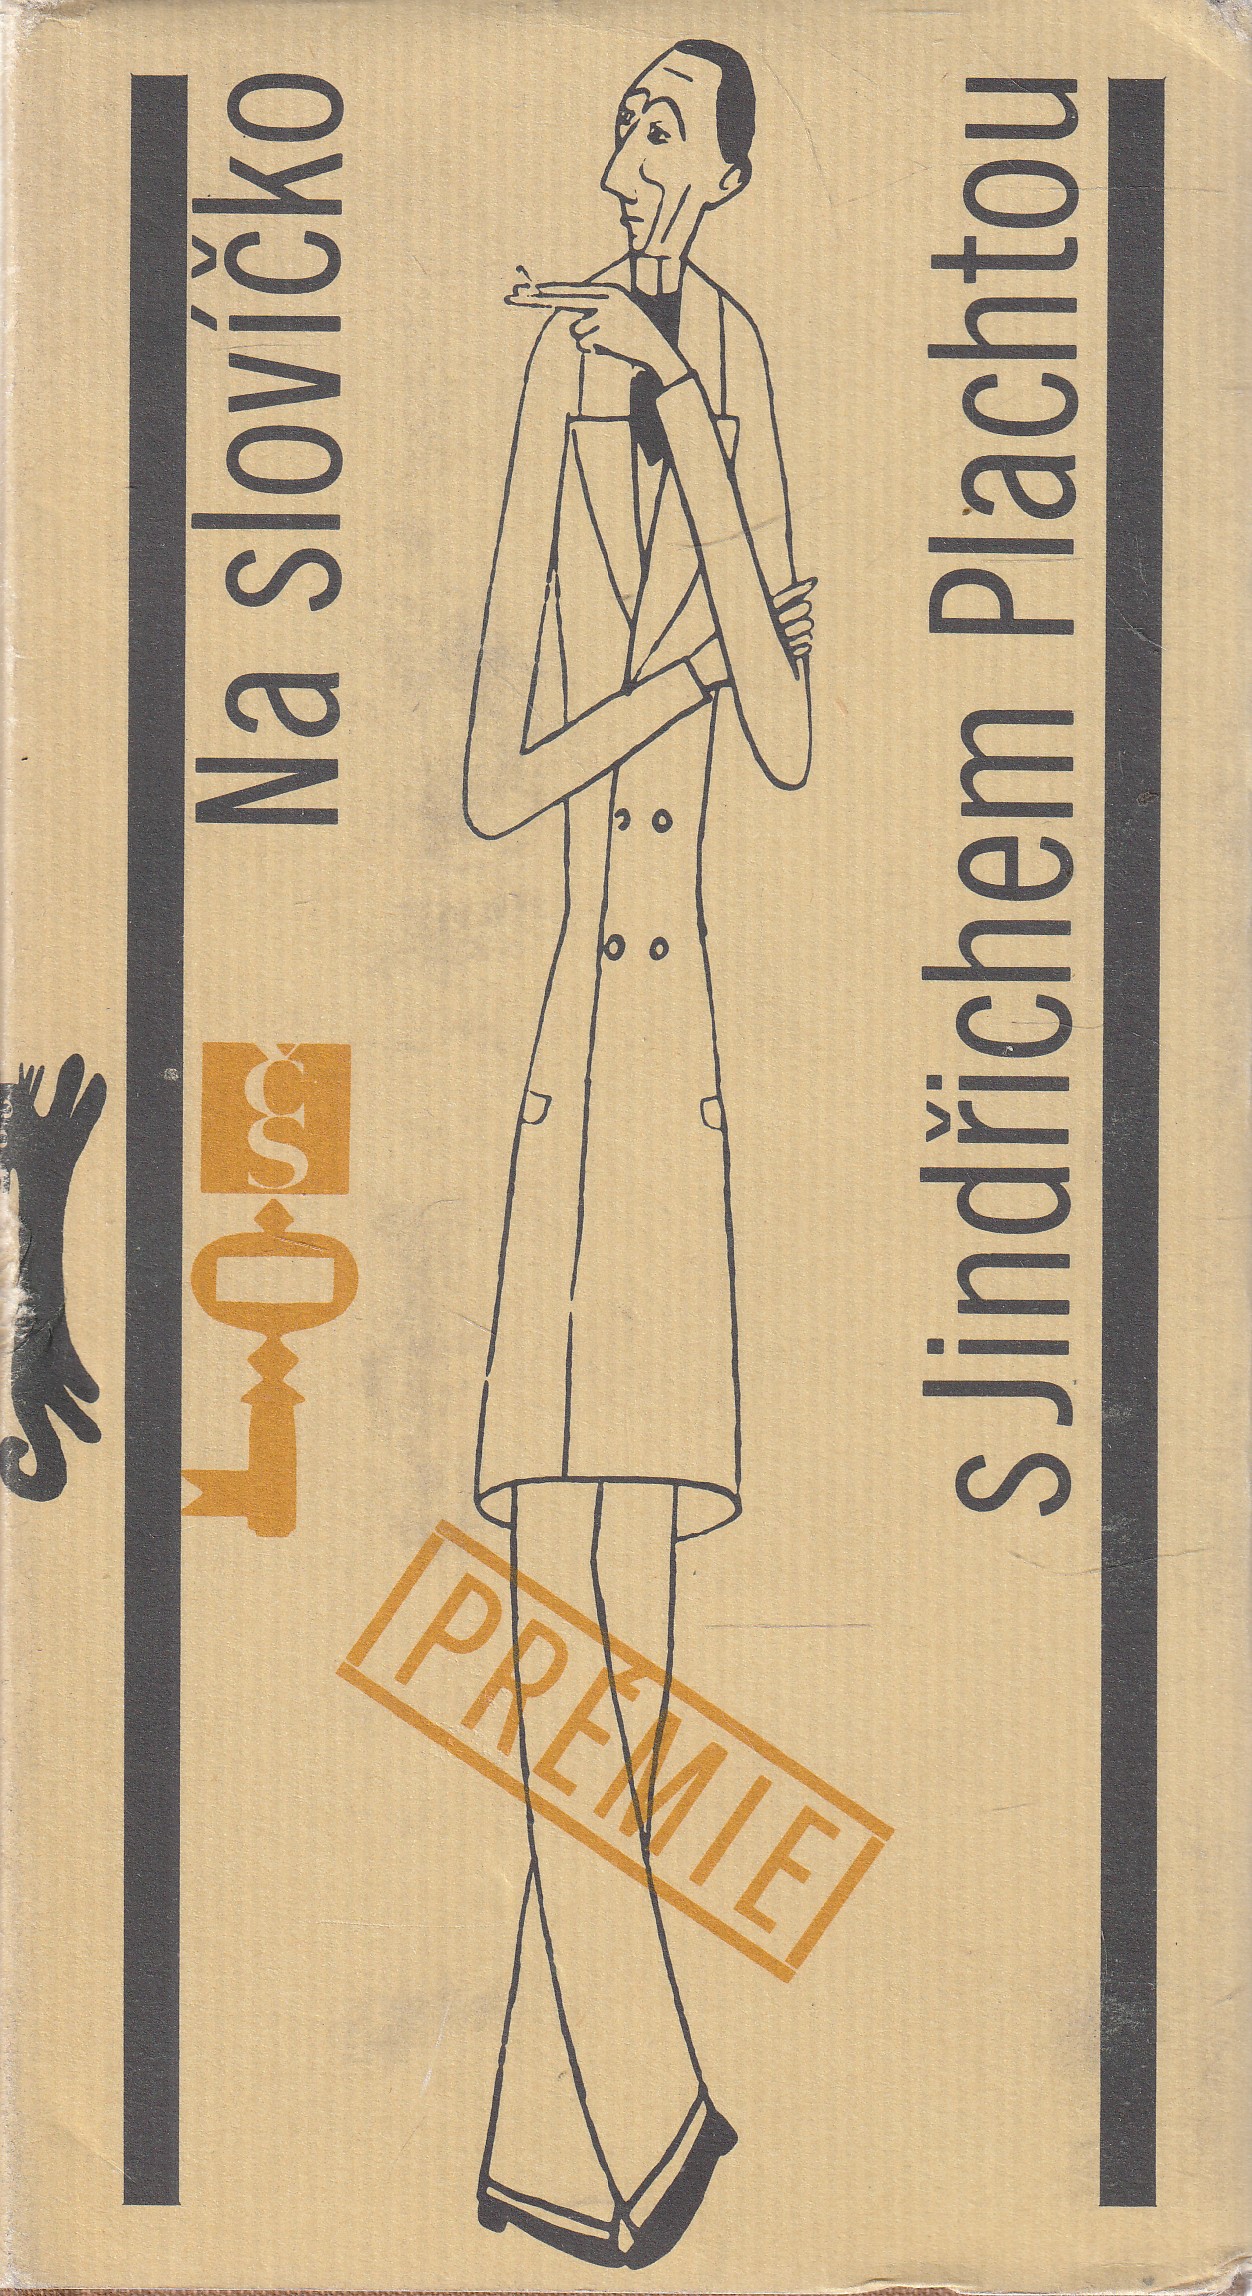 Na slovíčko
s Jindřichem Plachtou
ČS
PRÉMIE